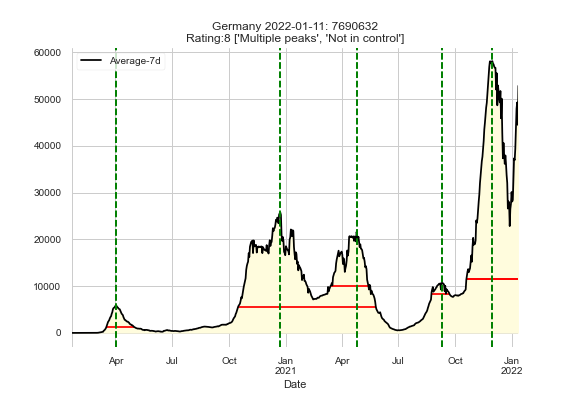 Germany 2022-01-11: 7690632
Rating:8 ['Multiple peaks', 'Not in control']
Average-7d
60000
50000
40000
30000
20000
10000
0
Apr Jul Oct Jan Apr Jul Oct Jan
2021 2022
Date